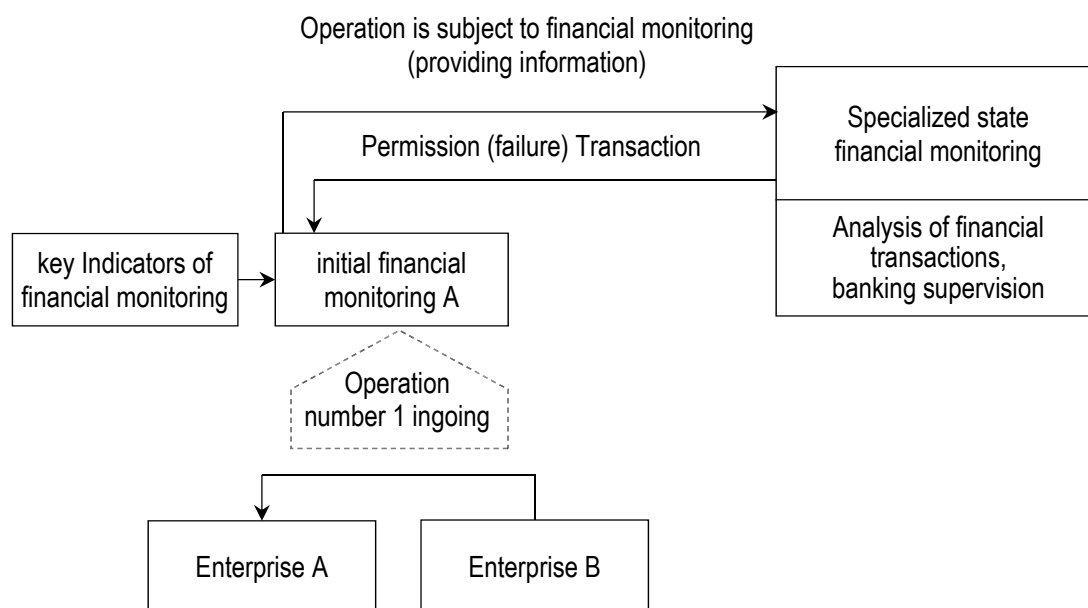 Operation is subject to financial monitoring
(providing information)
Specialized state
financial monitoring
Permission (failure) Transaction
Analysis of financial
transactions,
banking supervision
key Indicators of
financial monitoring
initial financial
monitoring A
Operation
number 1 ingoing
Enterprise A
Enterprise B